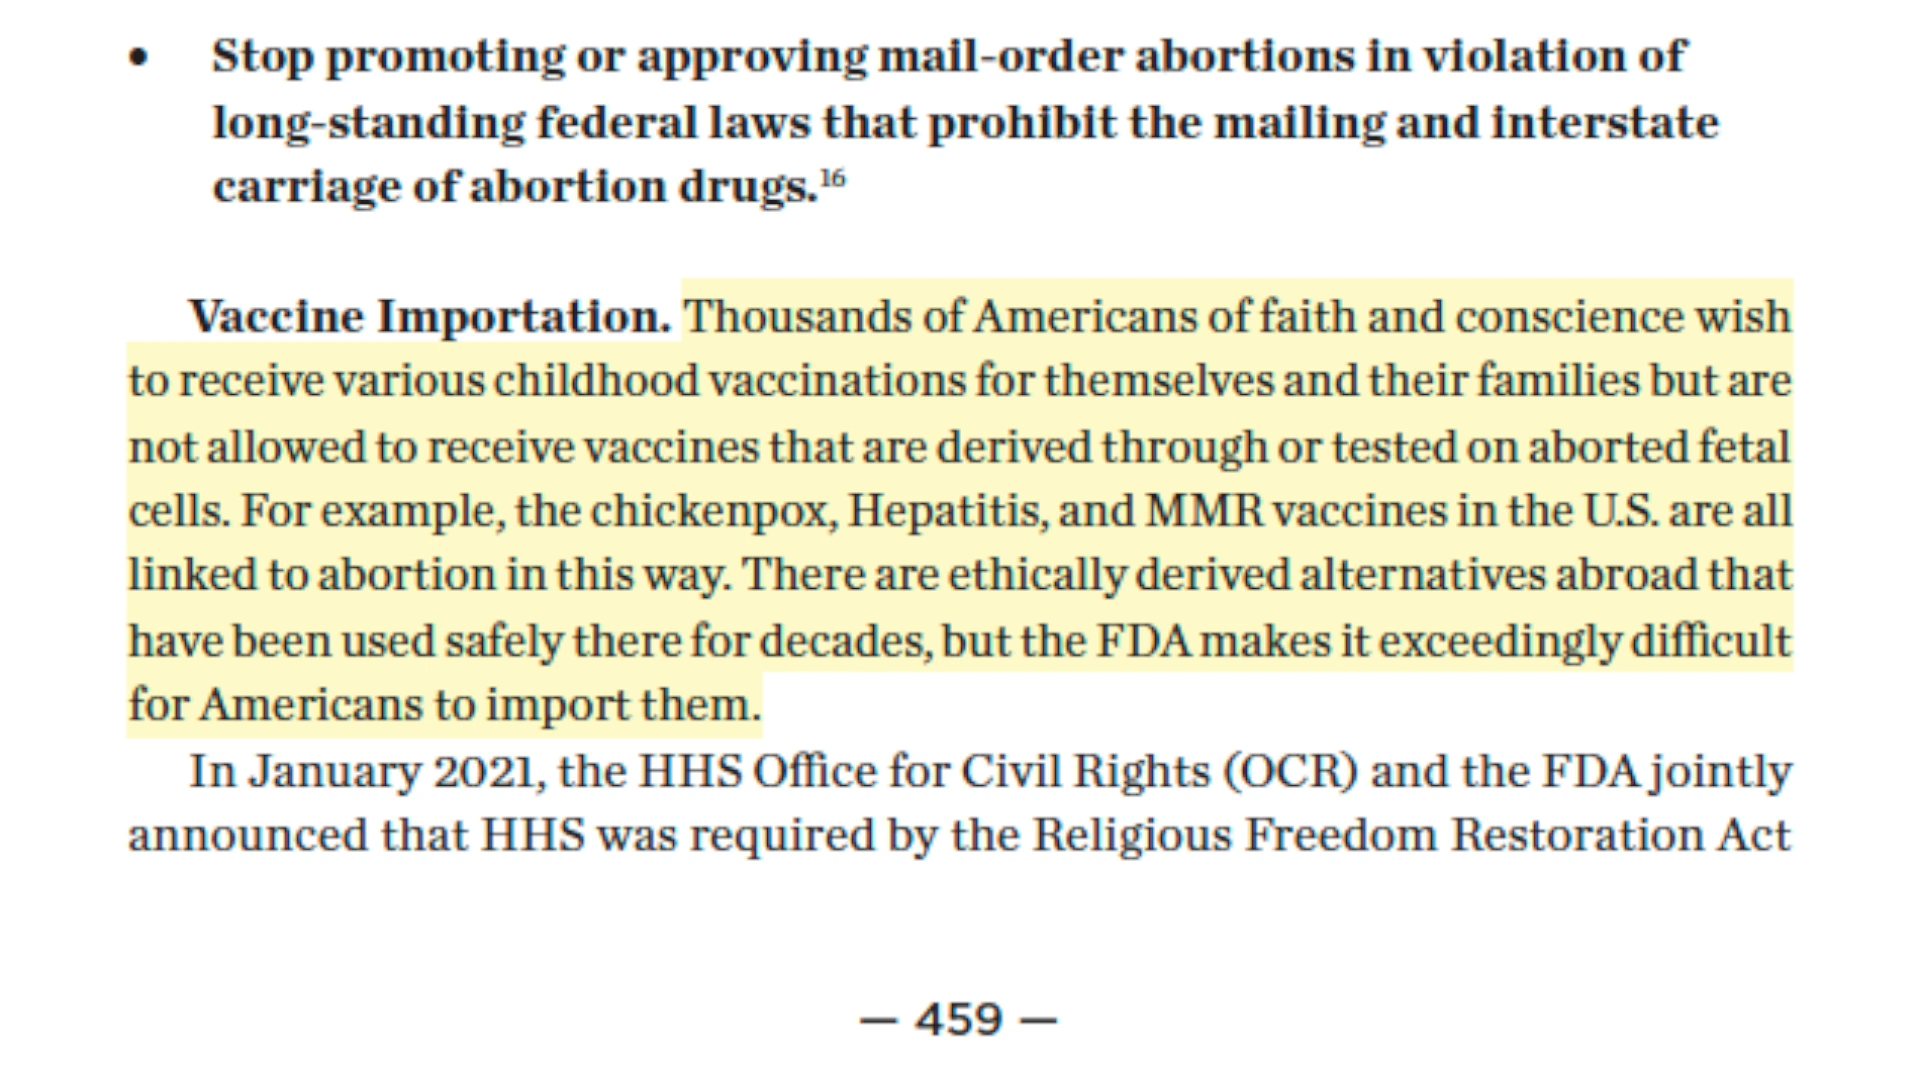 • Stop promoting or approving mail-order abortions in violation of
long-standing federal laws that prohibit the mailing and interstate
carriage of abortion drugs.16
Vaccine Importation. Thousands of Americans of faith and conscience wish
to receive various childhood vaccinations for themselves and their families but are
not allowed to receive vaccines that are derived through or tested on aborted fetal
cells. For example, the chickenpox, Hepatitis, and MMR vaccines in the U.S. are all
linked to abortion in this way. There are ethically derived alternatives abroad that
have been used safely there for decades, but the FDA makes it exceedingly difficult
for Americans to import them.
In January 2021, the HHS Office for Civil Rights (OCR) and the FDA jointly
announced that HHS was required by the Religious Freedom Restoration Act
— 459 —